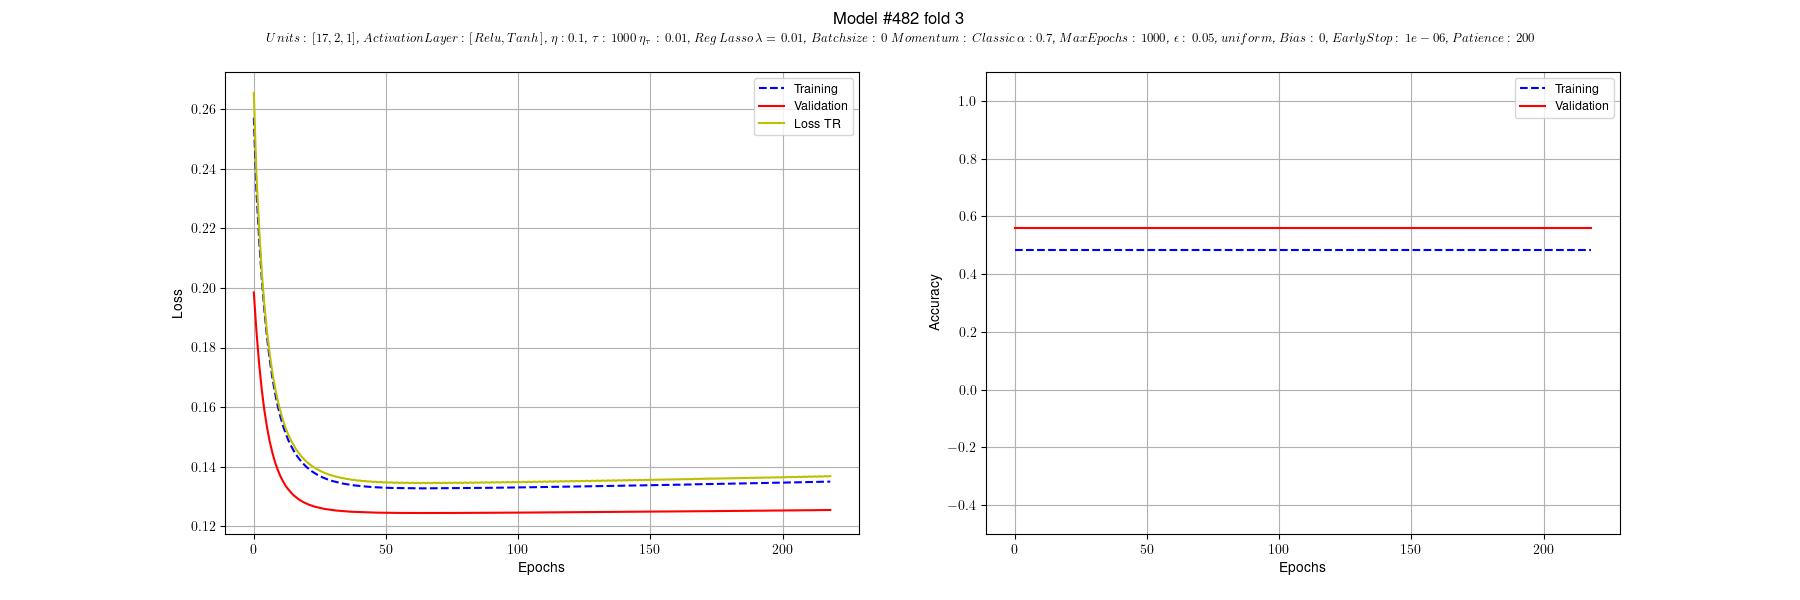 Model #482 fold 3
Units : [17, 2, 1], ActivationLayer : [Relu, Tanh], η : 0.1, τ : 1000 η_τ : 0.01, Reg Lasso λ = 0.01, Batchsize : 0 Momentum : Classic α : 0.7, MaxEpochs : 1000, ϵ : 0.05, uniform, Bias : 0, EarlyStop : 1e − 06, Patience : 200
Loss
0.26
0.24
0.22
0.20
0.18
0.16
0.14
0.12
0
50
100
150
200
Epochs
Training
Validation
Loss TR
Accuracy
1.0
0.8
0.6
0.4
0.2
0.0
−0.2
−0.4
0
50
100
150
200
Epochs
Training
Validation